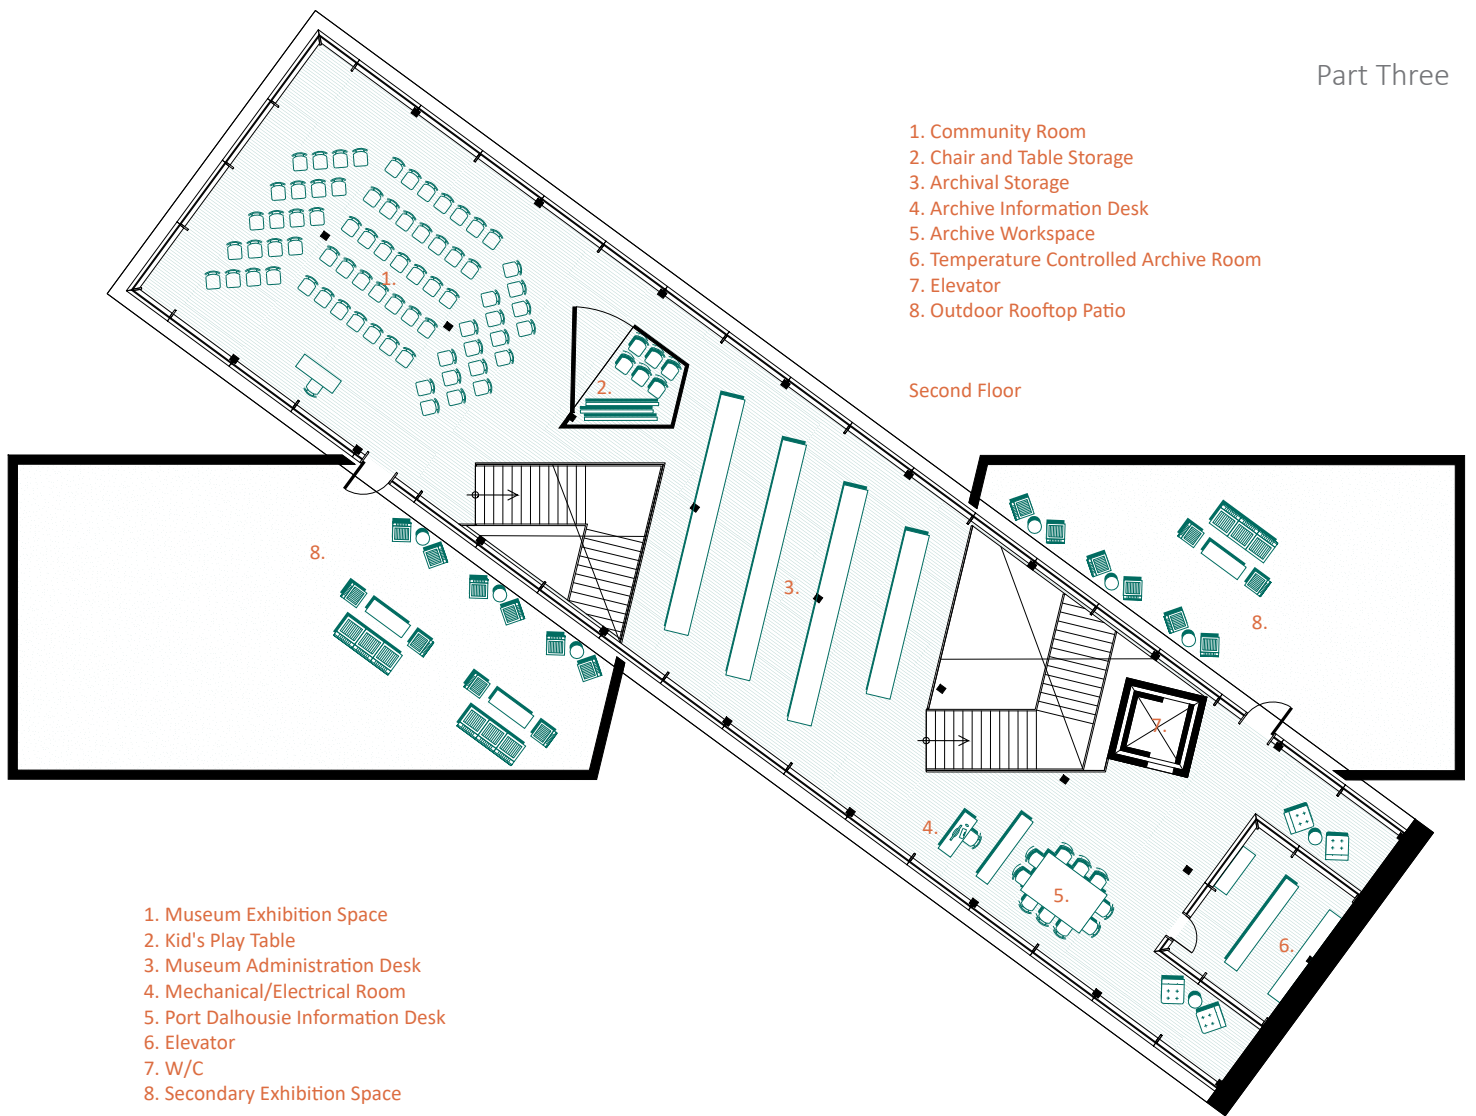 Part Three
1. Community Room
2. Chair and Table Storage
3. Archival Storage
4. Archive Information Desk
5. Archive Workspace
6. Temperature Controlled Archive Room
7. Elevator
8. Outdoor Rooftop Patio
Second Floor
1.
2.
8.
3.
8.
7.
4.
5.
6.
1. Museum Exhibition Space
2. Kid's Play Table
3. Museum Administration Desk
4. Mechanical/Electrical Room
5. Port Dalhousie Information Desk
6. Elevator
7. W/C
8. Secondary Exhibition Space